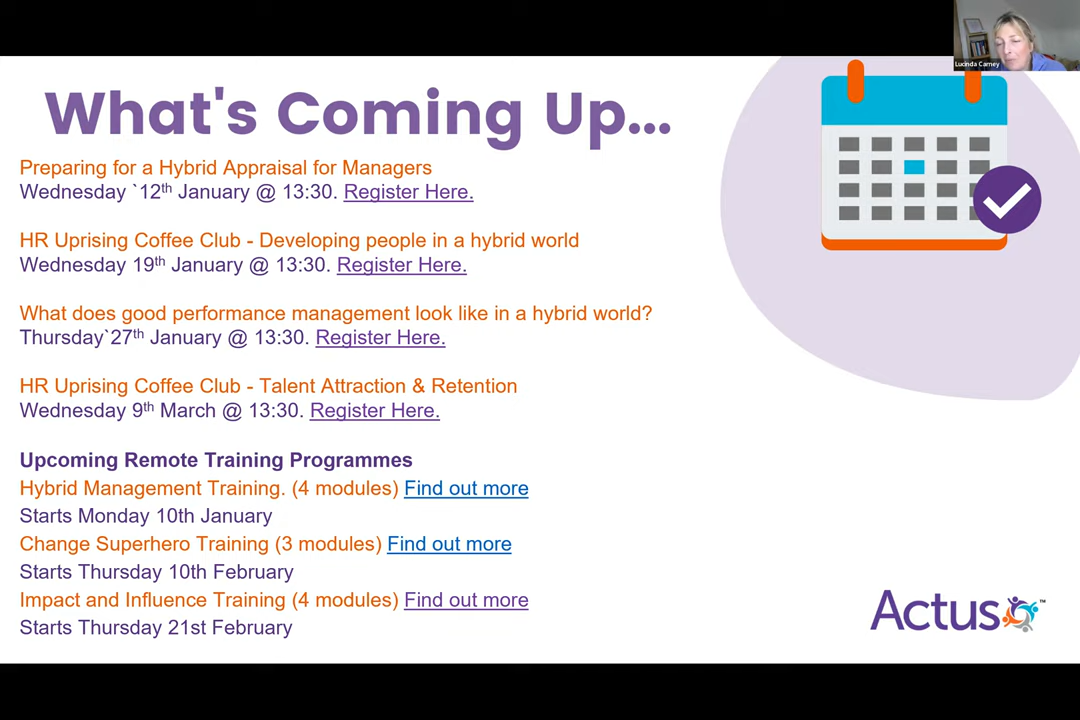 Lucinda Carney
What's Coming Up...
Preparing for a Hybrid Appraisal for Managers
Wednesday `12th January @ 13:30. Register Here.
HR Uprising Coffee Club - Developing people in a hybrid world
Wednesday 19th January @ 13:30. Register Here.
What does good performance management look like in a hybrid world?
Thursday`27th January @ 13:30. Register Here.
HR Uprising Coffee Club - Talent Attraction & Retention
Wednesday 9th March @ 13:30. Register Here.
Upcoming Remote Training Programmes
Hybrid Management Training. (4 modules) Find out more
Starts Monday 10th January
Change Superhero Training (3 modules) Find out more
Starts Thursday 10th February
Impact and Influence Training (4 modules) Find out more
Starts Thursday 21st February
Actus™